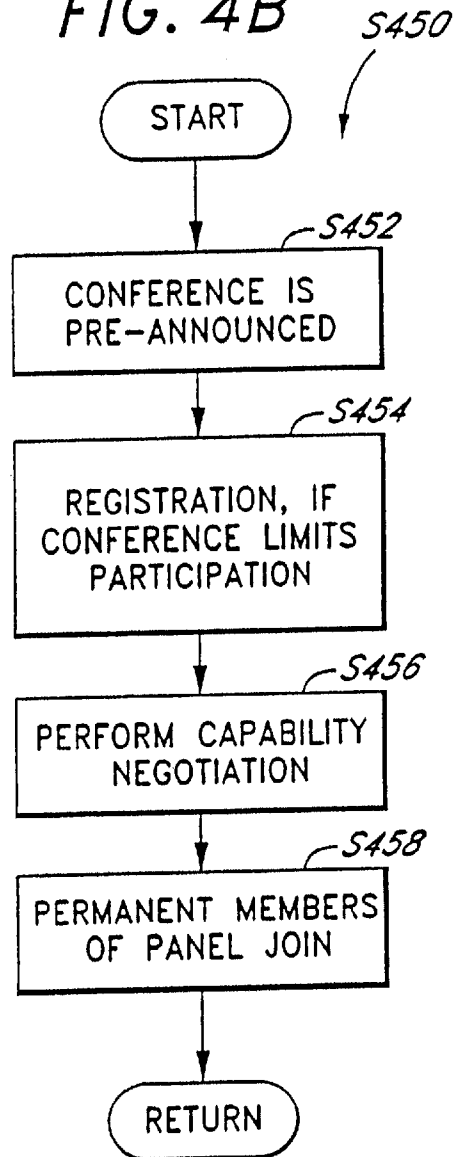 FIG. 4B
S450
START
S452
CONFERENCE IS
PRE-ANNOUNCED
S454
REGISTRATION, IF
CONFERENCE LIMITS
PARTICIPATION
S456
PERFORM CAPABILITY
NEGOTIATION
S458
PERMANENT MEMBERS
OF PANEL JOIN
RETURN